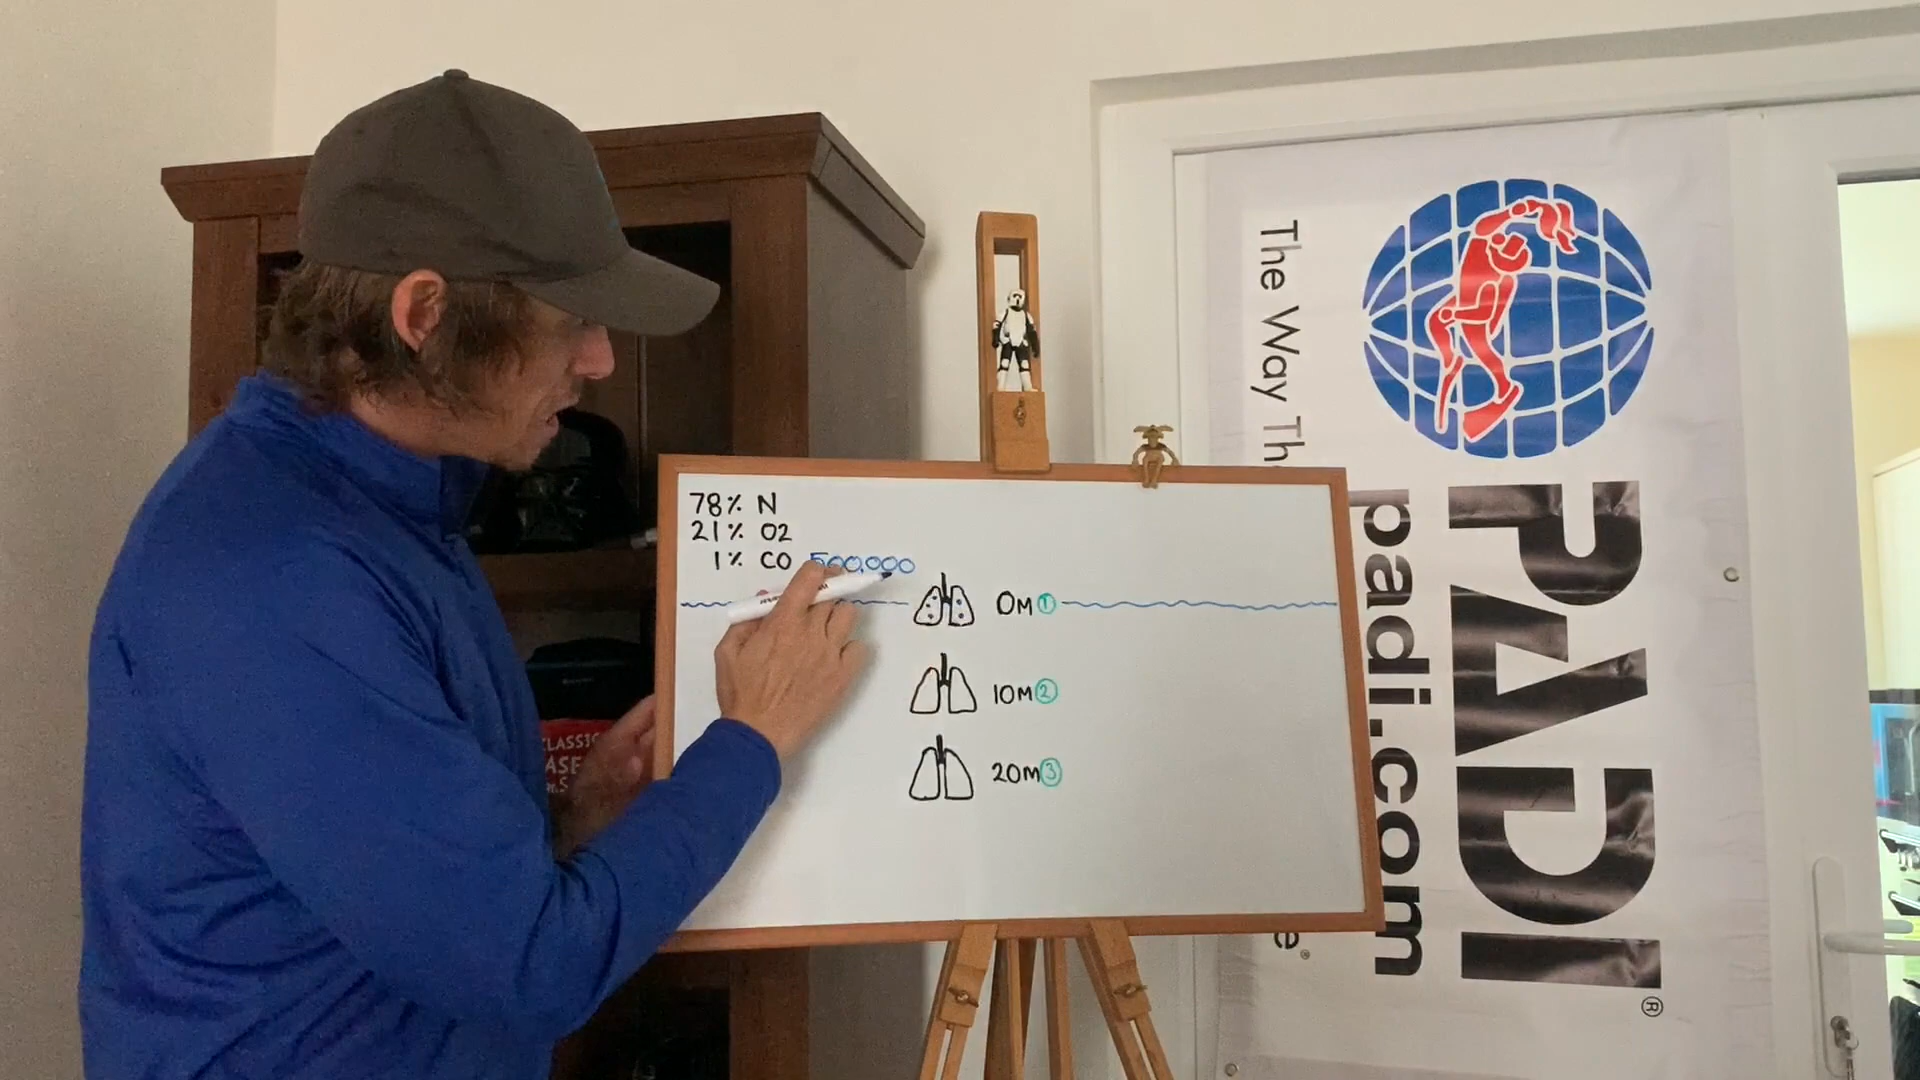 78% N
21% O2
1% CO 500,000
0M 1
10M 2
20M 3
The Way The
e®
padi.com
PADI®
CLASSIC